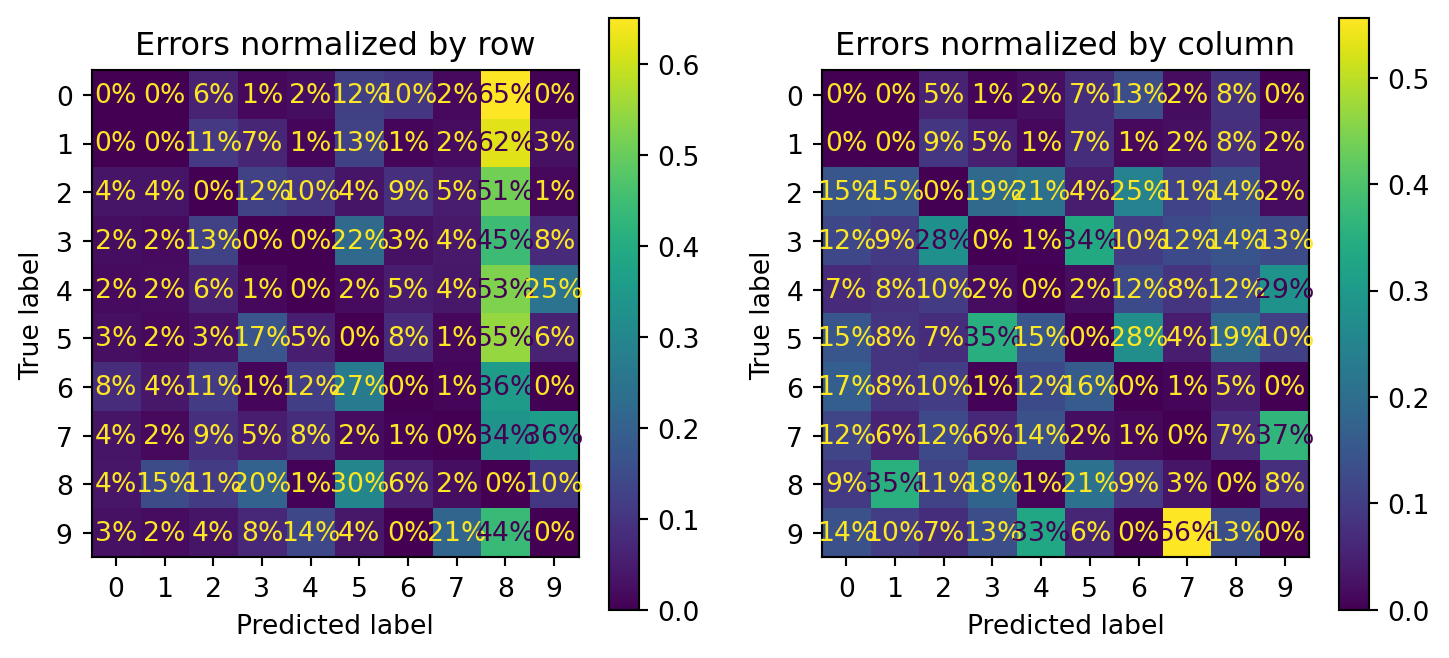 Errors normalized by row
0 0% 0% 6% 1% 2% 12% 10% 2% 65% 0%
1 0% 0% 11% 7% 1% 13% 1% 2% 62% 3%
2 4% 4% 0% 12% 10% 4% 9% 5% 51% 1%
3 2% 2% 13% 0% 0% 22% 3% 4% 45% 8%
4 2% 2% 6% 1% 0% 2% 5% 4% 53% 25%
5 3% 2% 3% 17% 5% 0% 8% 1% 55% 6%
6 8% 4% 11% 1% 12% 27% 0% 1% 36% 0%
7 4% 2% 9% 5% 8% 2% 1% 0% 34% 36%
8 4% 15% 11% 20% 1% 30% 6% 2% 0% 10%
9 3% 2% 4% 8% 14% 4% 0% 21% 44% 0%
0 1 2 3 4 5 6 7 8 9
Predicted label
True label
0.6
0.5
0.4
0.3
0.2
0.1
0.0
Errors normalized by column
0 0% 0% 5% 1% 2% 7% 13% 2% 8% 0%
1 0% 0% 9% 5% 1% 7% 1% 2% 8% 2%
2 15% 15% 0% 19% 21% 4% 25% 11% 14% 2%
3 12% 9% 28% 0% 1% 34% 10% 12% 14% 13%
4 7% 8% 10% 2% 0% 2% 12% 8% 12% 29%
5 15% 8% 7% 35% 15% 0% 28% 4% 19% 10%
6 17% 8% 10% 1% 12% 16% 0% 1% 5% 0%
7 12% 6% 12% 6% 14% 2% 1% 0% 7% 37%
8 9% 35% 11% 18% 1% 21% 9% 3% 0% 8%
9 14% 10% 7% 13% 33% 6% 0% 56% 13% 0%
0 1 2 3 4 5 6 7 8 9
Predicted label
True label
0.5
0.4
0.3
0.2
0.1
0.0